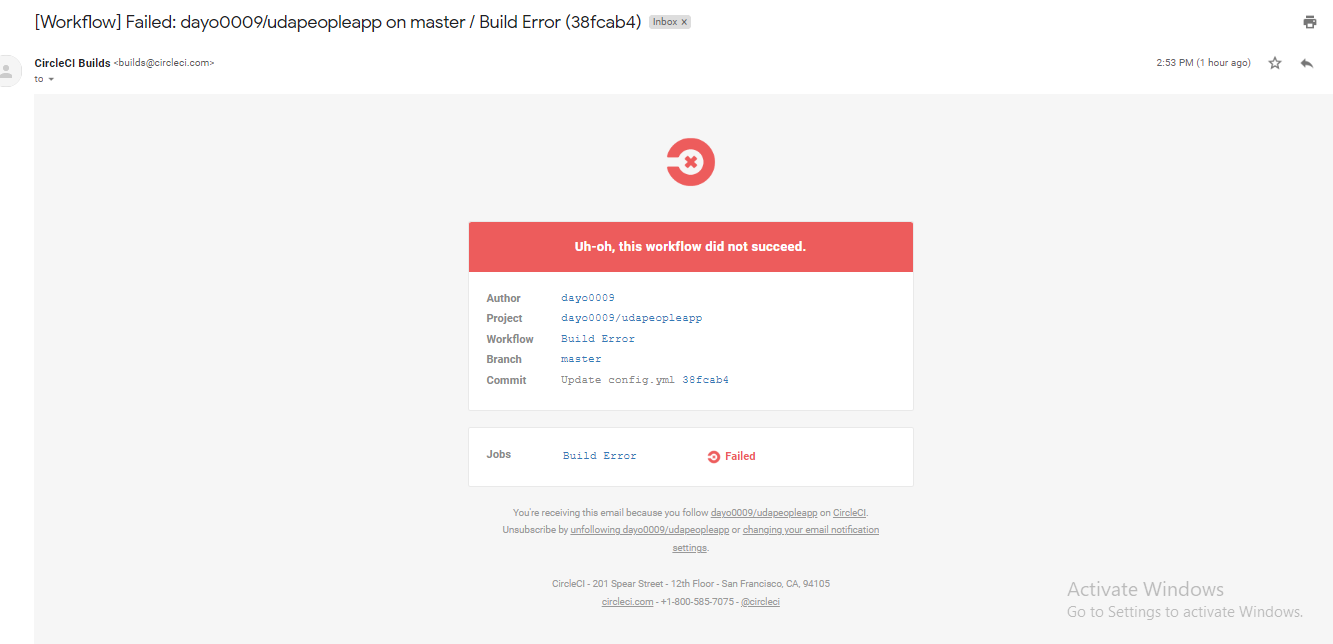 [Workflow] Failed: dayo0009/udapeopleapp on master / Build Error (38fcab4) Inbox x
CircleCI Builds <builds@circleci.com> 2:53 PM (1 hour ago)
to
Uh-oh, this workflow did not succeed.
Author dayo0009
Project dayo0009/udapeopleapp
Workflow Build Error
Branch master
Commit Update config.yml 38fcab4
Jobs Build Error Failed
You're receiving this email because you follow dayo0009/udapeopleapp on CircleCI.
Unsubscribe by unfollowing dayo0009/udapeopleapp or changing your email notification
settings.
CircleCI - 201 Spear Street - 12th Floor - San Francisco, CA, 94105
circleci.com - +1-800-585-7075 - @circleci
Activate Windows
Go to Settings to activate Windows.